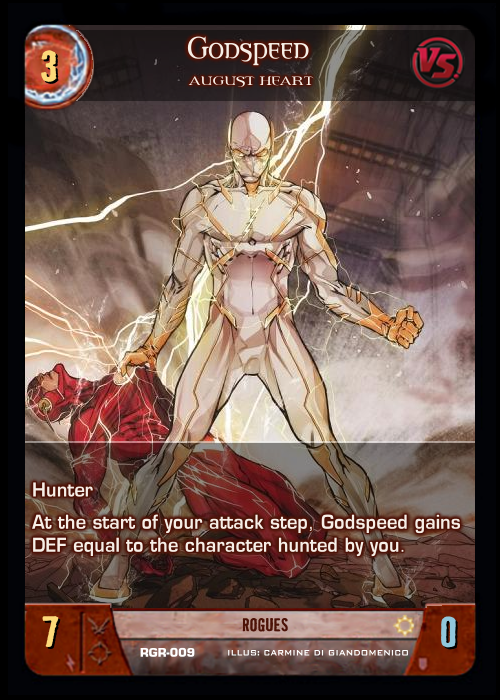 3
GODSPEED
VS
AUGUST HEART
Hunter
At the start of your attack step, Godspeed gains
DEF equal to the character hunted by you.
7
ROGUES
0
RGR-009 ILLUS: CARMINE DI GIANDOMENICO